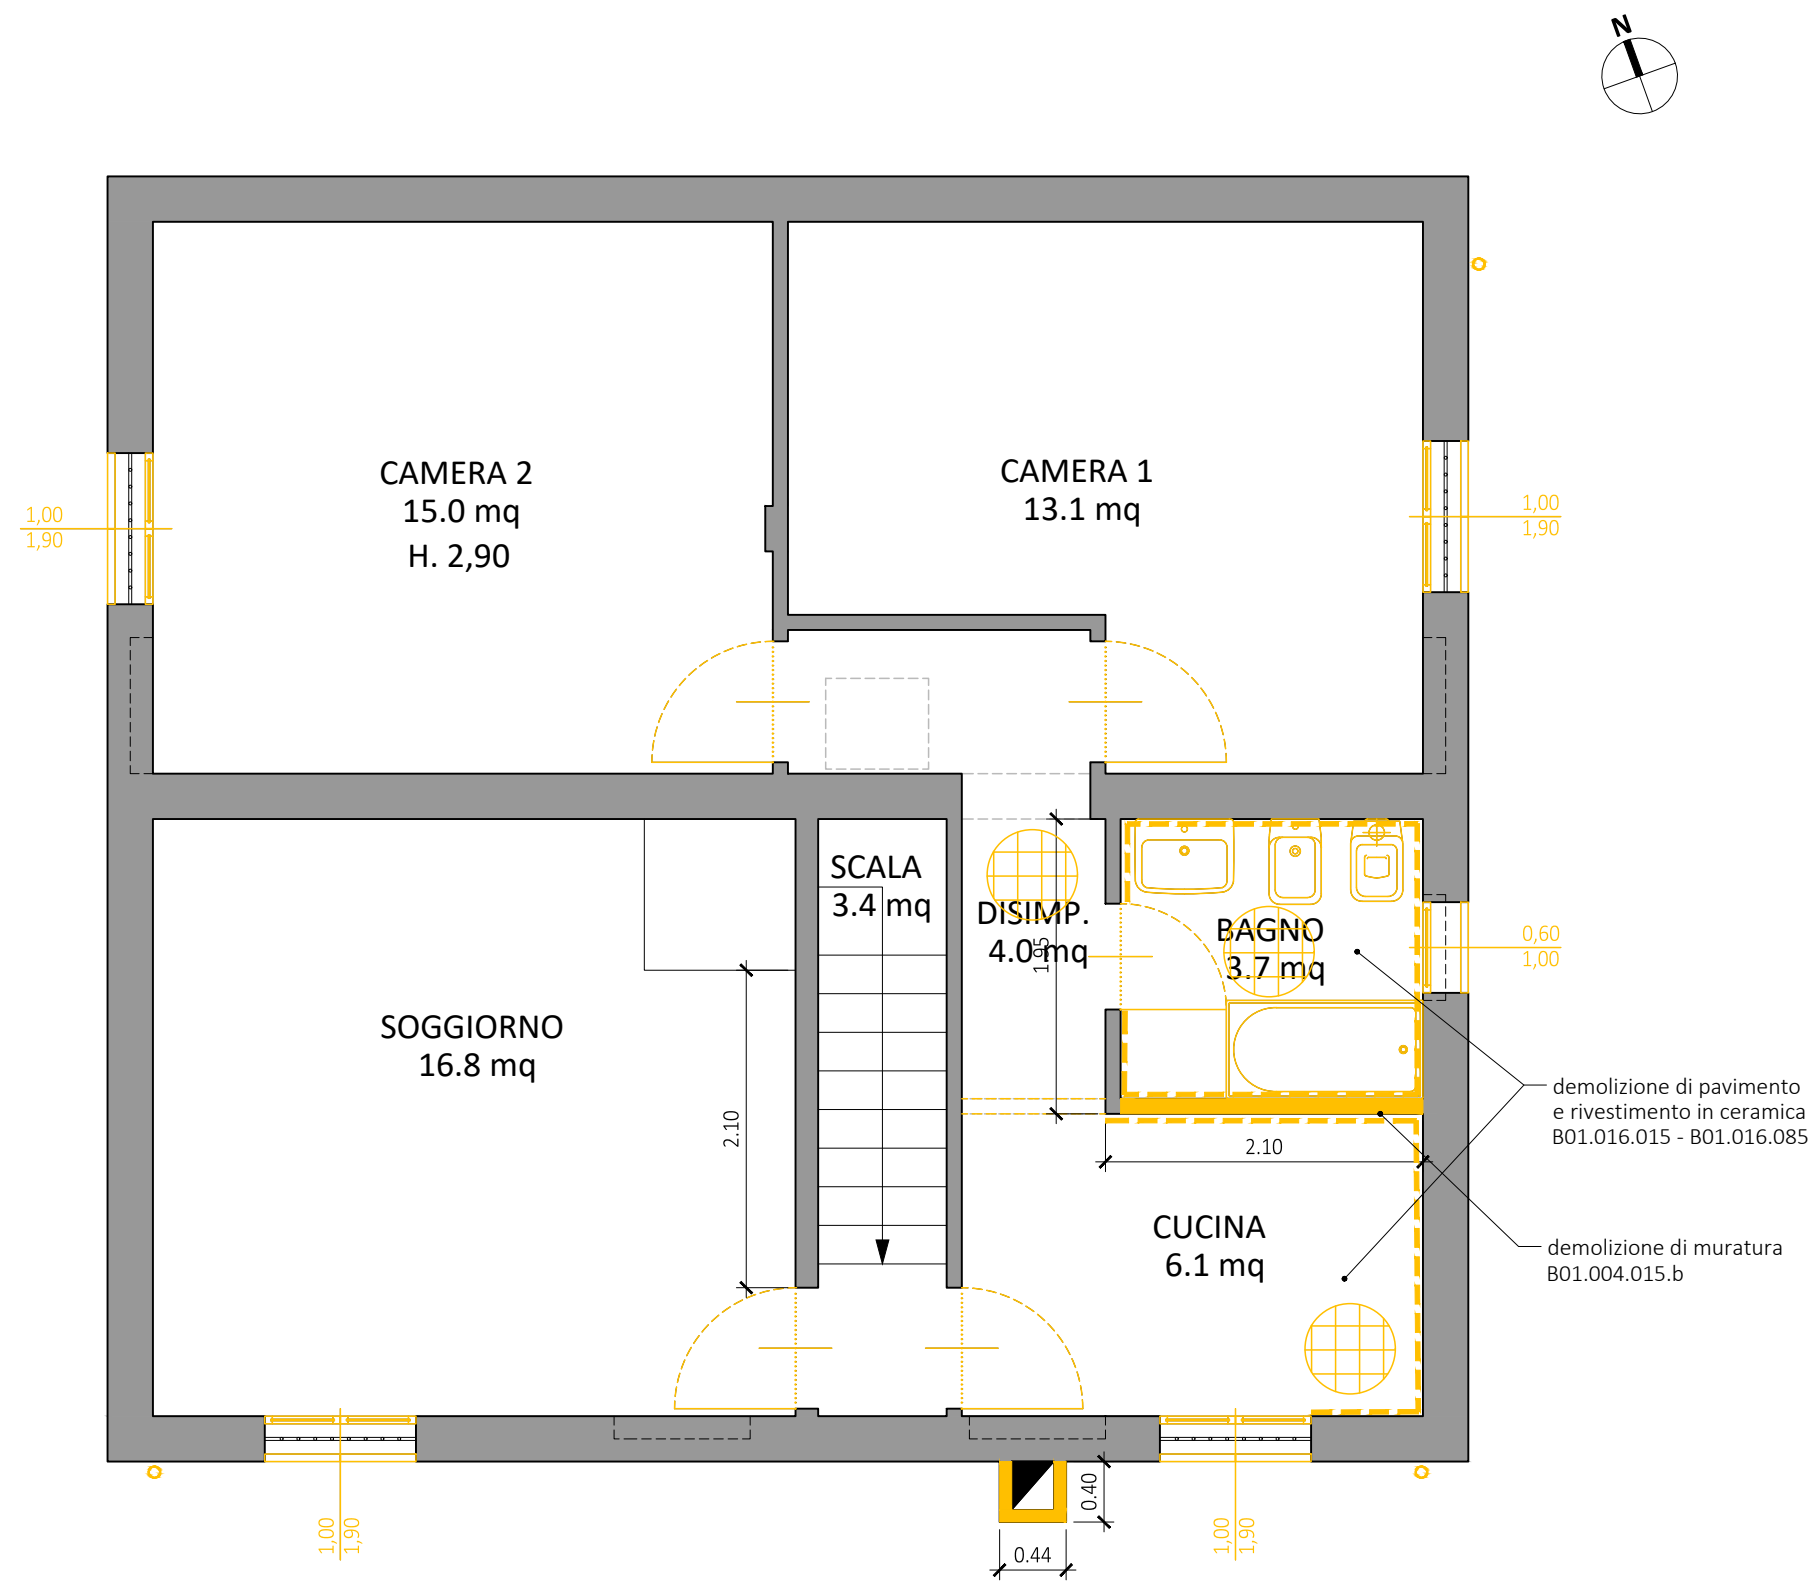 N
CAMERA 2
15.0 mq
H. 2,90
CAMERA 1
13.1 mq
1,00
1,90
1,00
1,90
SCALA
3.4 mq
DISIMP.
4.0 mq
1.95
BAGNO
3.7 mq
0,60
1,00
SOGGIORNO
16.8 mq
2.10
2.10
demolizione di pavimento
e rivestimento in ceramica
B01.016.015 - B01.016.085
CUCINA
6.1 mq
demolizione di muratura
B01.004.015.b
1,00
1,90
0.40
0.44
1,00
1,90